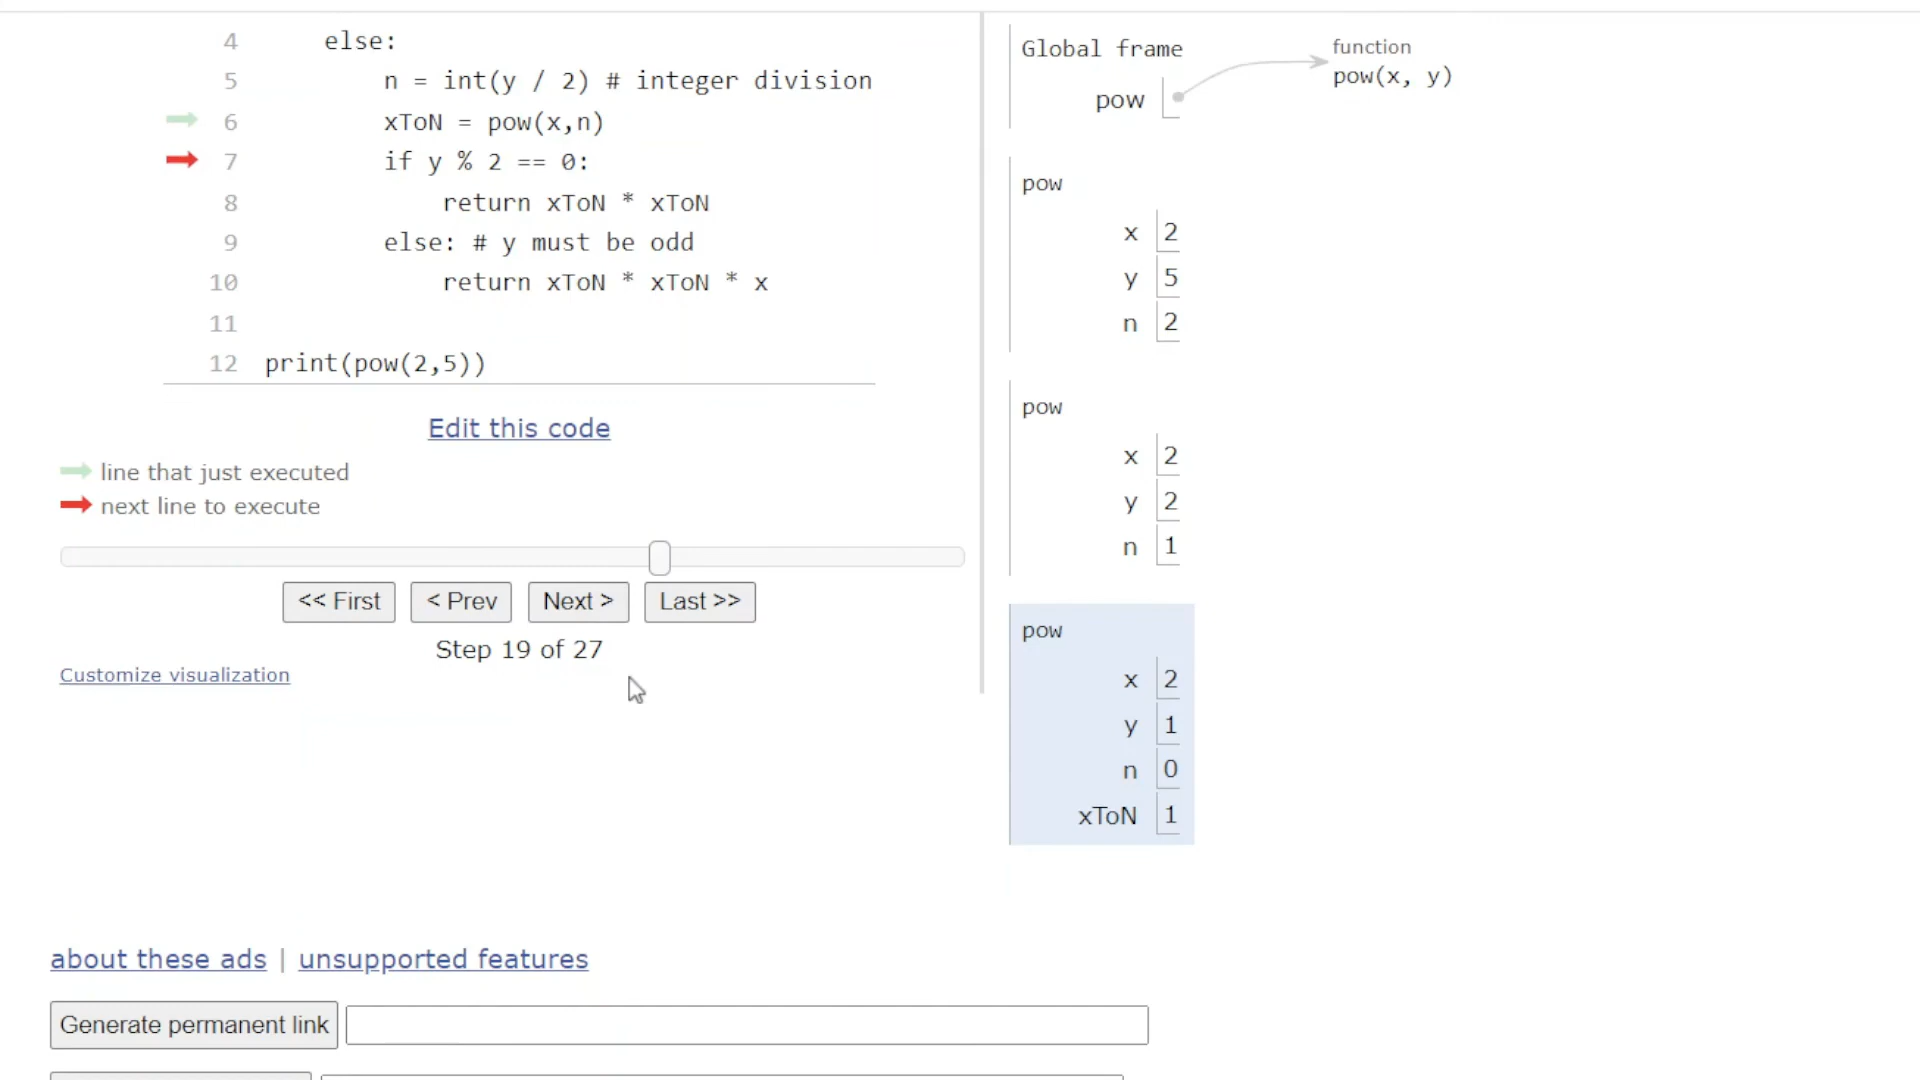 4 else:
5 n = int(y / 2) # integer division
6 xToN = pow(x,n)
7 if y % 2 == 0:
8 return xToN * xToN
9 else: # y must be odd
10 return xToN * xToN * x
11
12 print(pow(2,5))
Edit this code
line that just executed
next line to execute
<< First < Prev Next > Last >>
Step 19 of 27
Customize visualization
Global frame
pow
function
pow(x, y)
pow
x 2
y 5
n 2
pow
x 2
y 2
n 1
pow
x 2
y 1
n 0
xToN 1
about these ads | unsupported features
Generate permanent link